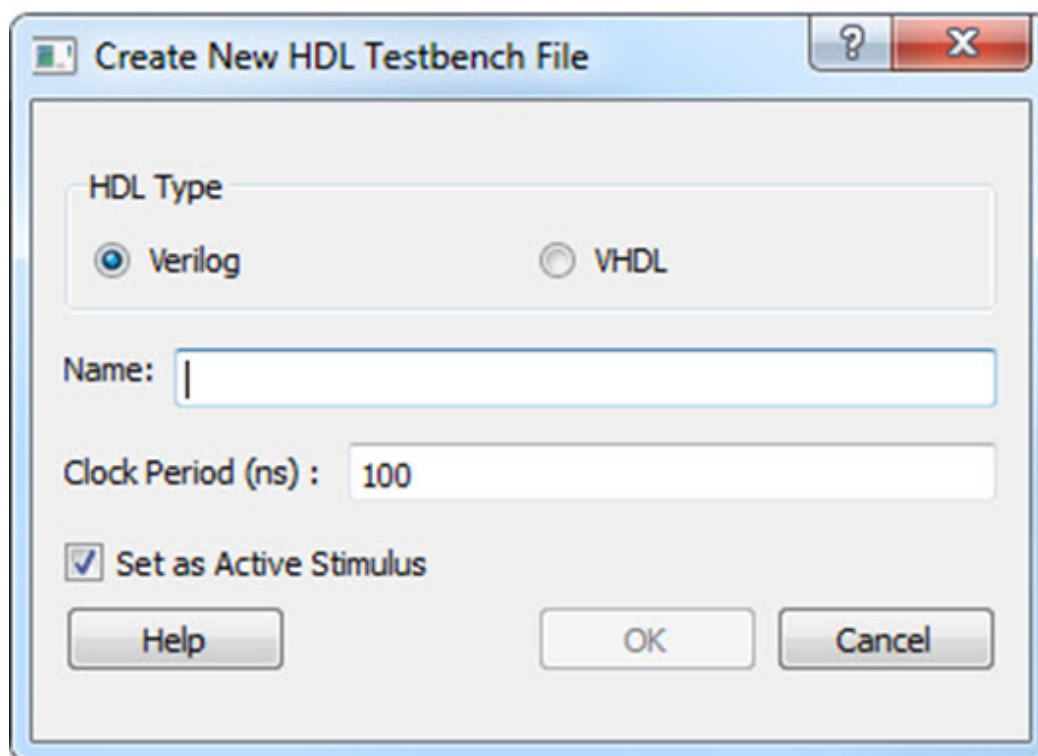 Create New HDL Testbench File
HDL Type
Verilog VHDL
Name:
Clock Period (ns) : 100
Set as Active Stimulus
Help OK Cancel